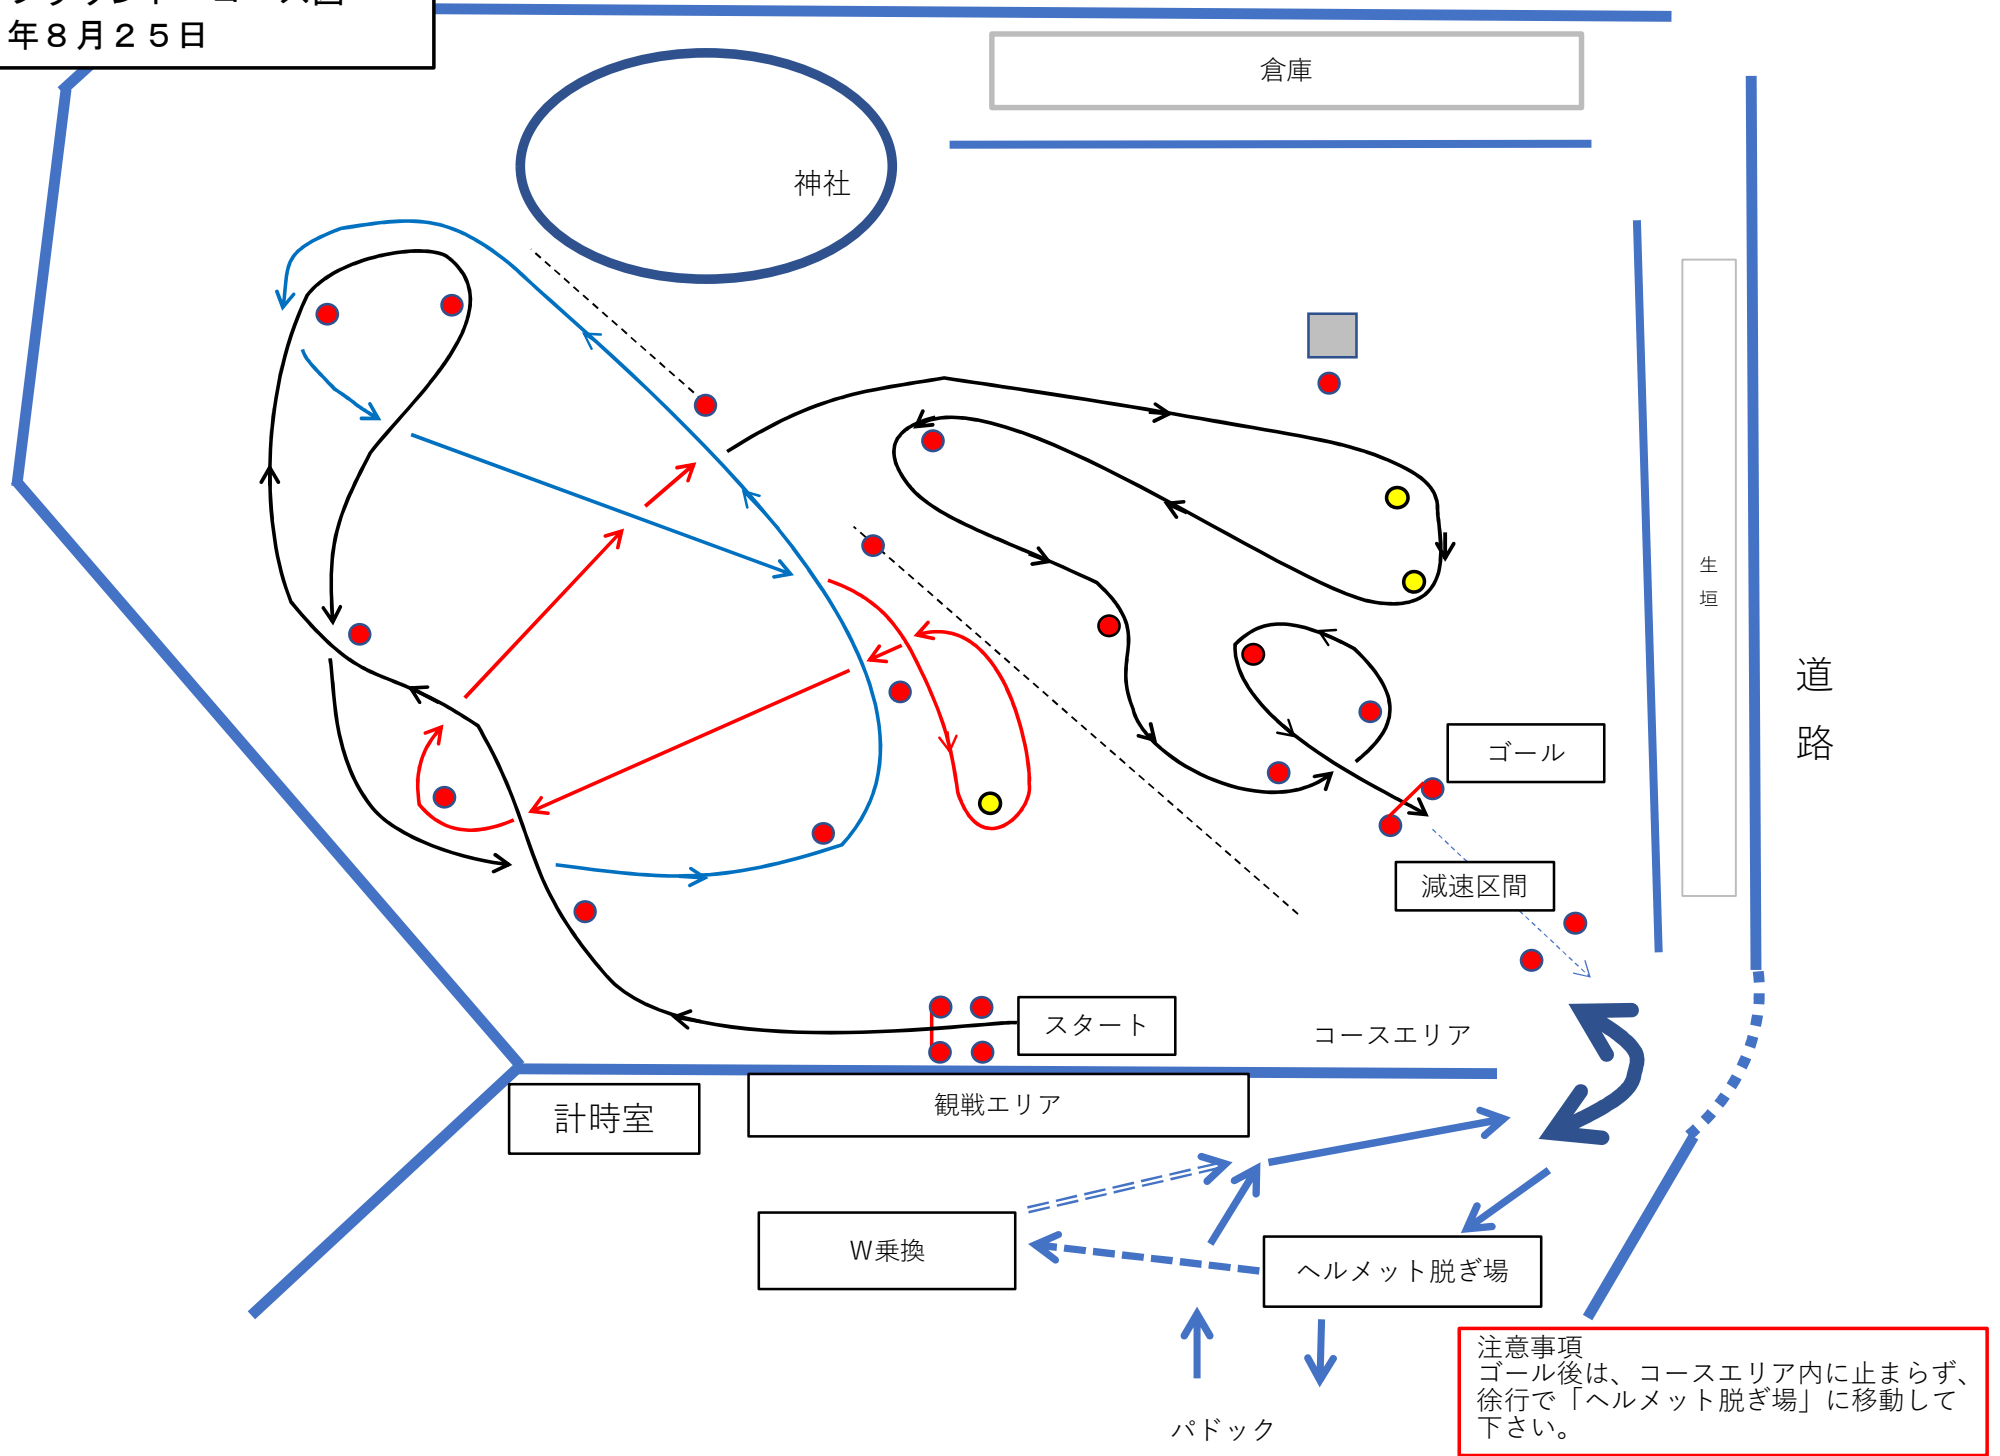 年８月２５日
倉庫
神社
生
垣
道
路
ゴール
減速区間
スタート
コースエリア
観戦エリア
計時室
W乗換
ヘルメット脱ぎ場
パドック
注意事項
ゴール後は、コースエリア内に止まらず、
徐行で「ヘルメット脱ぎ場」に移動して
下さい。